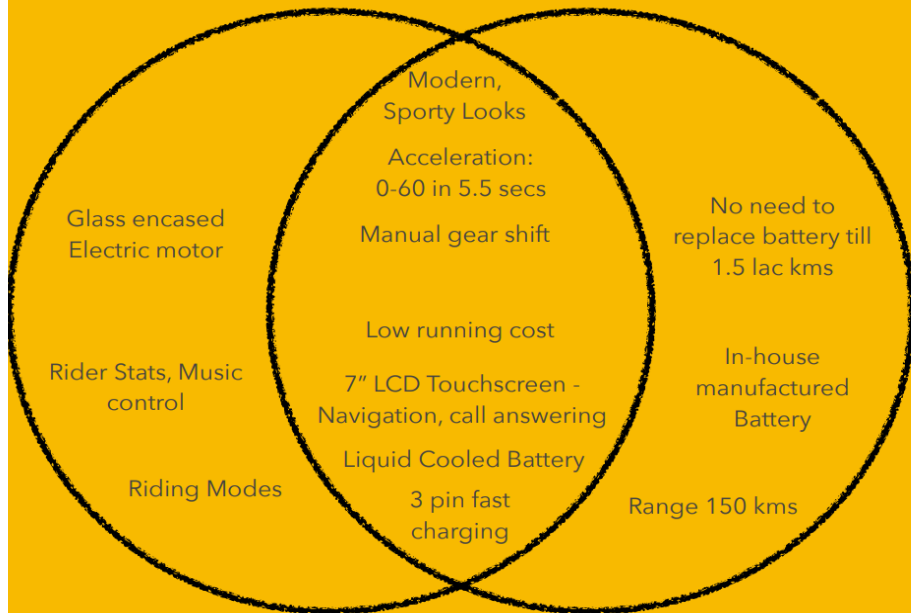 Modern,
Sporty Looks
Acceleration:
0-60 in 5.5 secs
Manual gear shift
Low running cost
7” LCD Touchscreen -
Navigation, call answering
Liquid Cooled Battery
3 pin fast
charging
Glass encased
Electric motor
Rider Stats, Music
control
Riding Modes
No need to
replace battery till
1.5 lac kms
In-house
manufactured
Battery
Range 150 kms